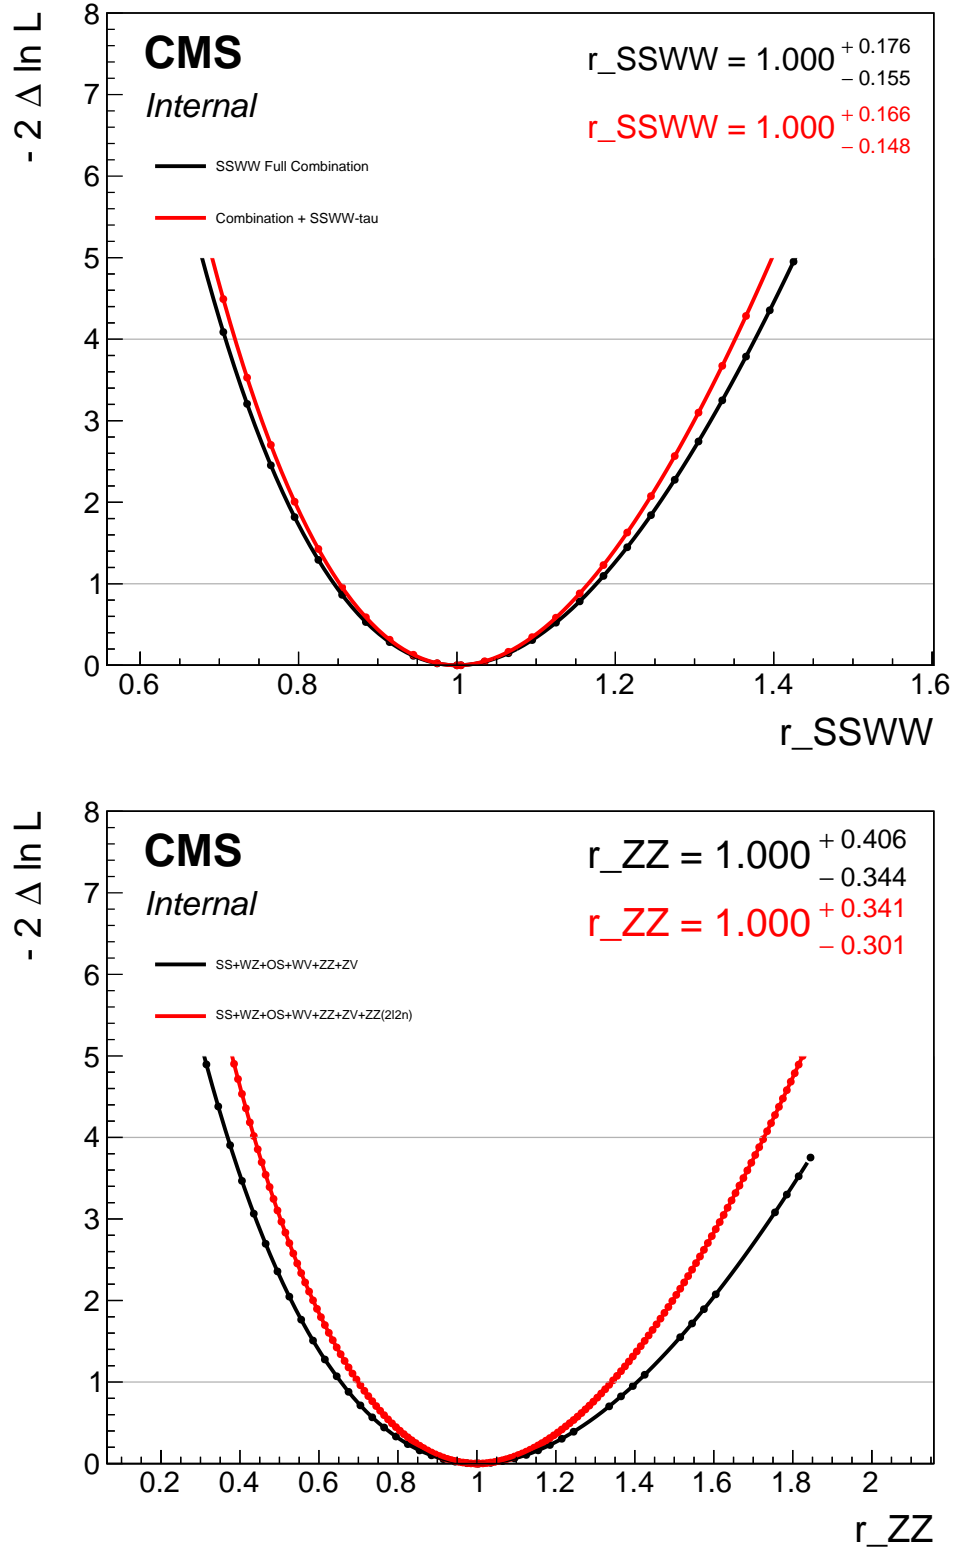 - 2 Δ ln L
8
7
6
5
4
3
2
1
0
CMS
Internal
r_SSWW = 1.000 + 0.176 − 0.155
r_SSWW = 1.000 + 0.166 − 0.148
SSWW Full Combination
Combination + SSWW-tau
0.6 0.8 1 1.2 1.4 1.6
r_SSWW
- 2 Δ ln L
8
7
6
5
4
3
2
1
0
CMS
Internal
r_ZZ = 1.000 + 0.406 − 0.344
r_ZZ = 1.000 + 0.341 − 0.301
SS+WZ+OS+WV+ZZ+ZV
SS+WZ+OS+WV+ZZ+ZV+ZZ(2l2n)
0.2 0.4 0.6 0.8 1 1.2 1.4 1.6 1.8 2
r_ZZ